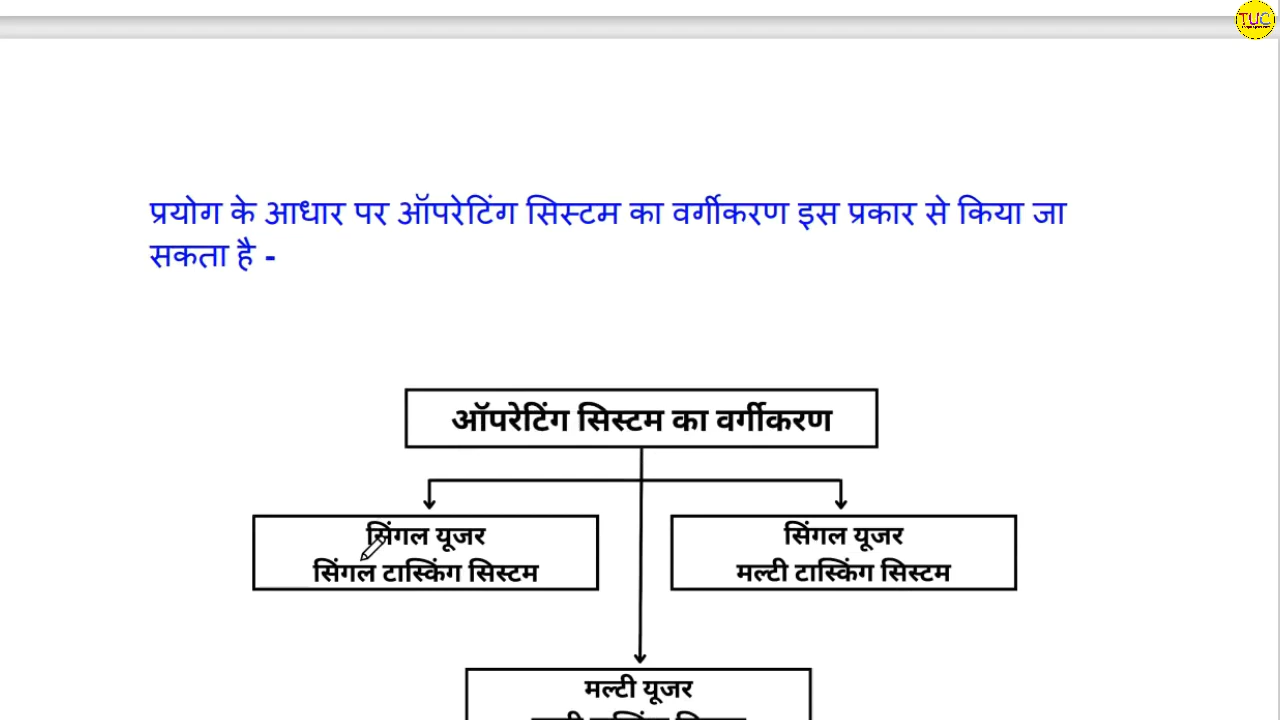 TUC
प्रयोग के आधार पर ऑपरेटिंग सिस्टम का वर्गीकरण इस प्रकार से किया जा
सकता है -
ऑपरेटिंग सिस्टम का वर्गीकरण
सिंगल यूजर
सिंगल टास्किंग सिस्टम
सिंगल यूजर
मल्टी टास्किंग सिस्टम
मल्टी यूजर